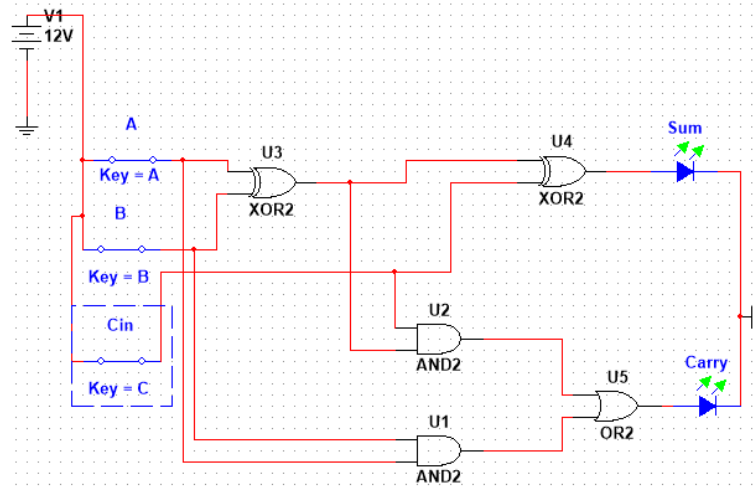 V1
12V
A
Key = A
B
Key = B
Cin
Key = C
U3
XOR2
U4
XOR2
Sum
U2
AND2
U1
AND2
U5
OR2
Carry